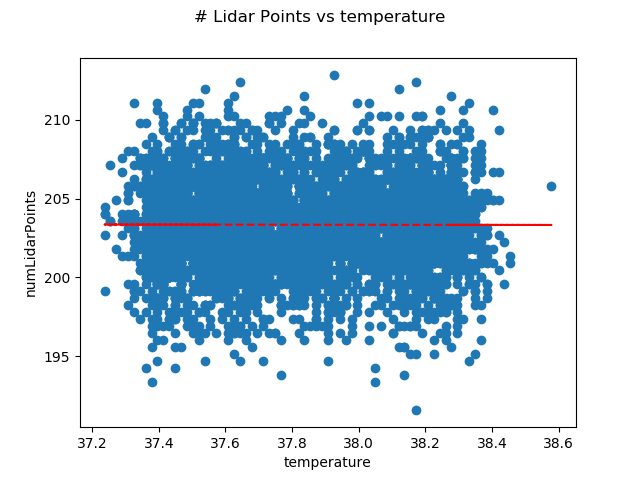 # Lidar Points vs temperature
numLidarPoints
210
205
200
195
37.2 37.4 37.6 37.8 38.0 38.2 38.4 38.6
temperature